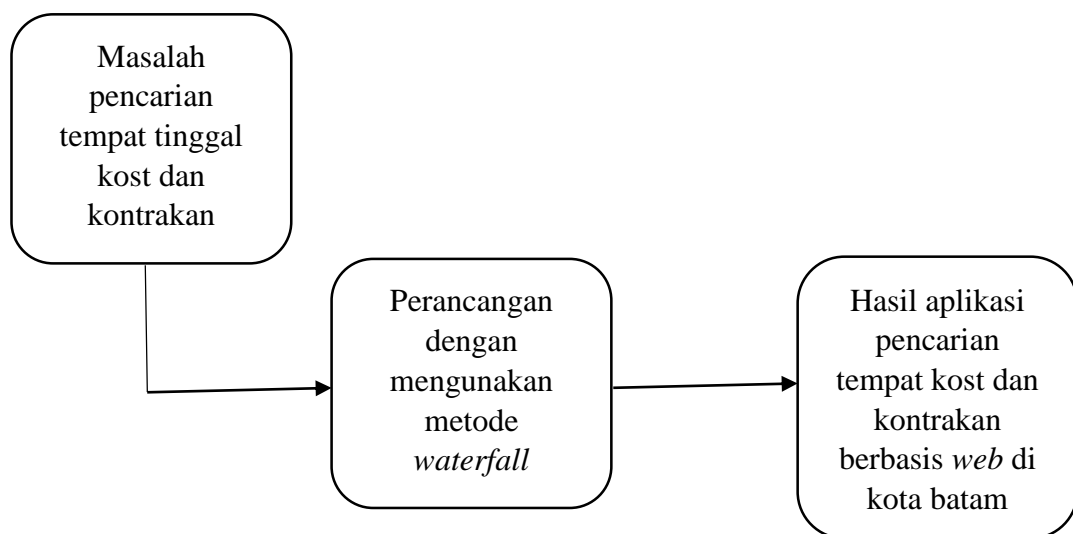 Masalah
pencarian
tempat tinggal
kost dan
kontrakan
Perancangan
dengan
mengunakan
metode
waterfall
Hasil aplikasi
pencarian
tempat kost dan
kontrakan
berbasis web di
kota batam